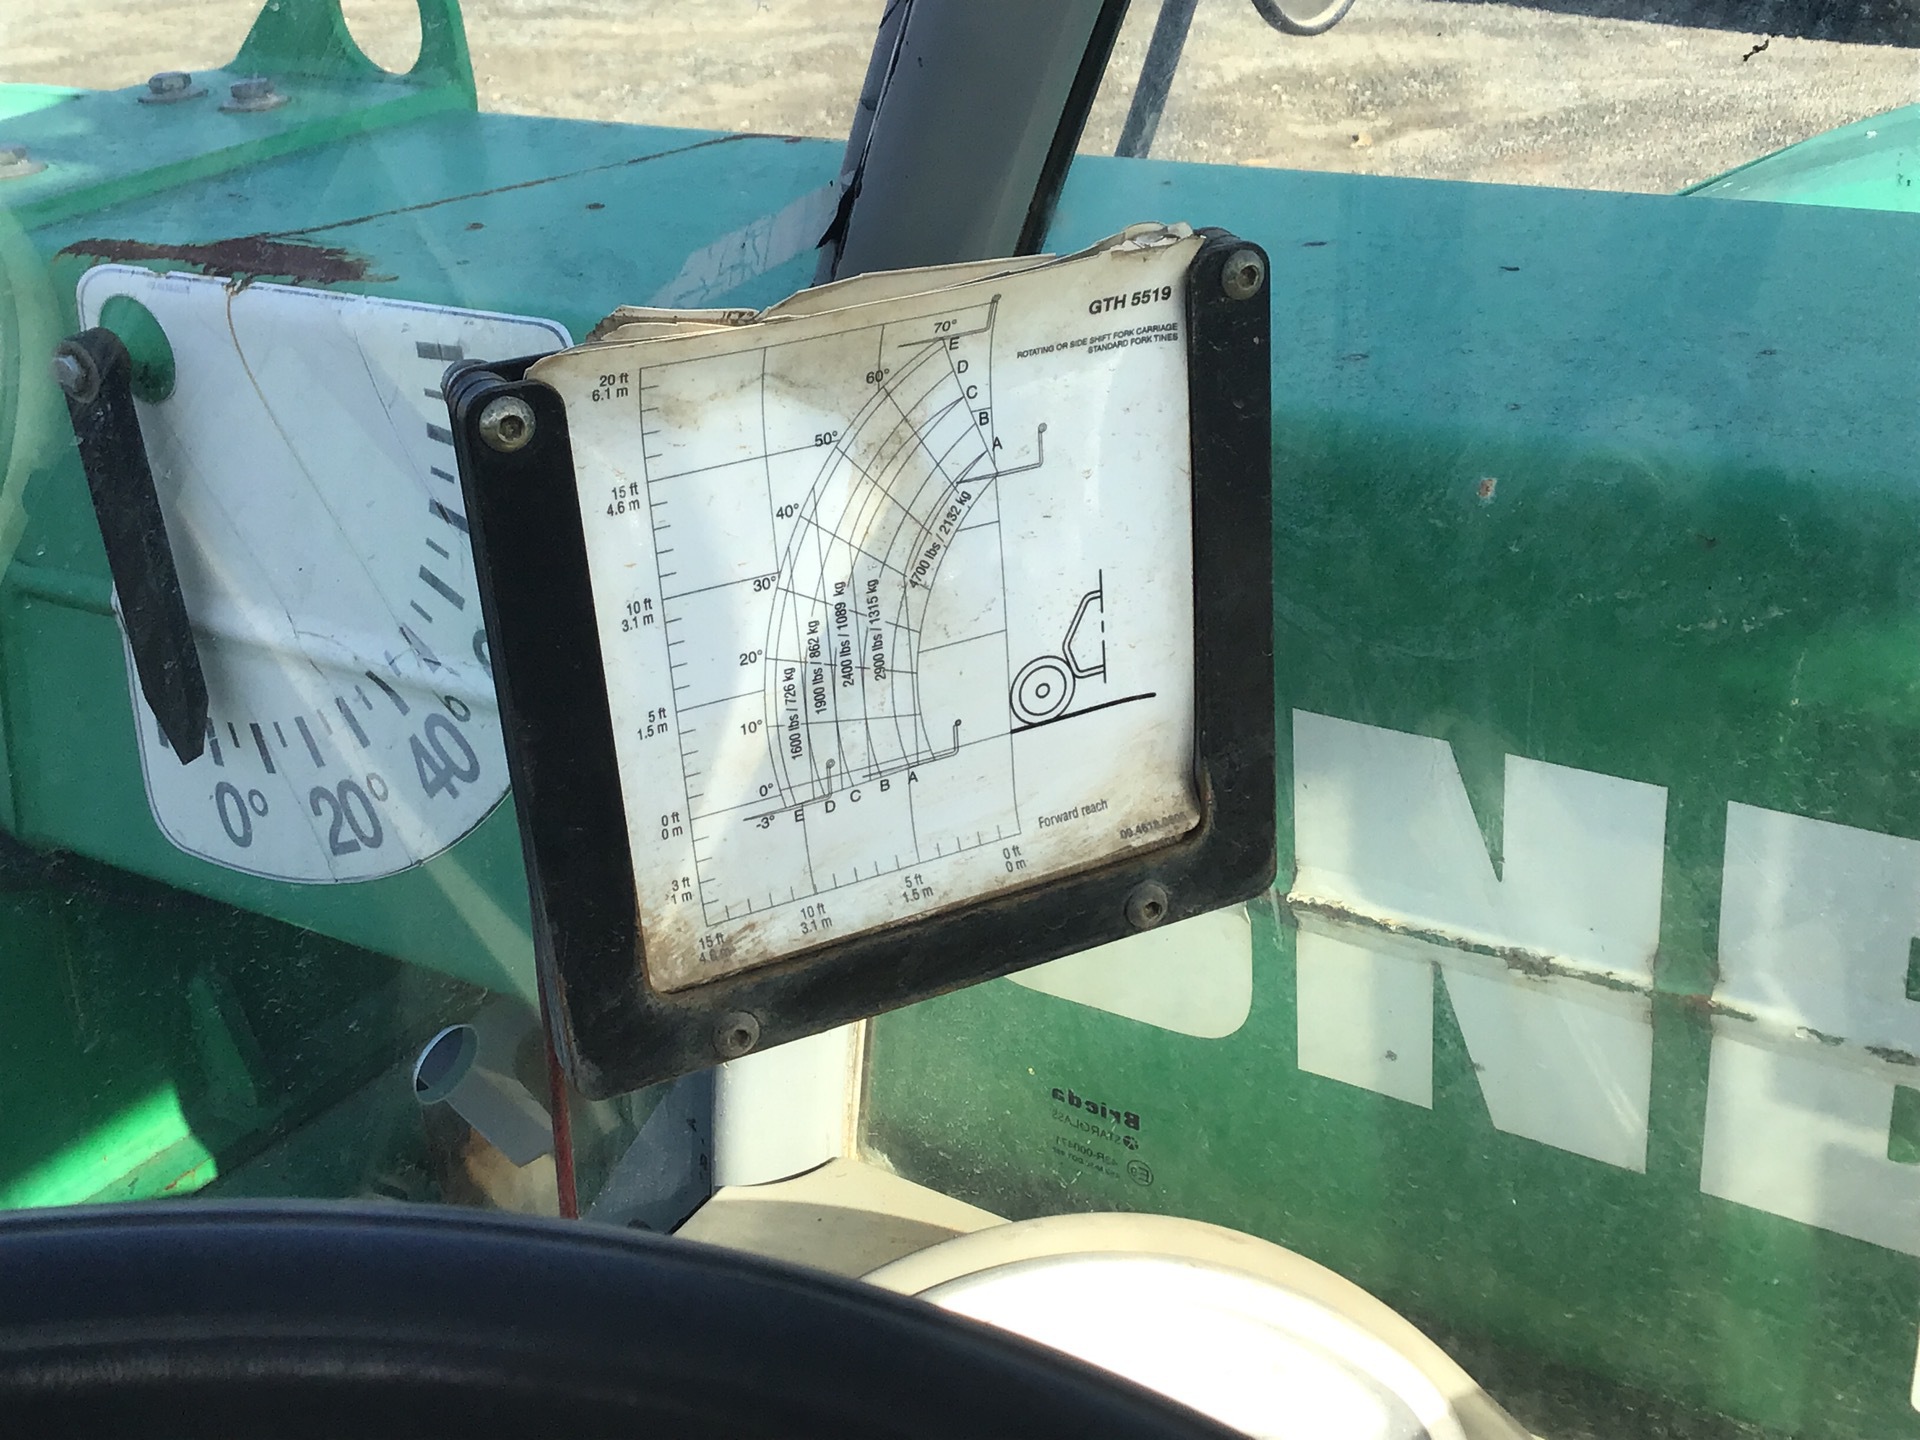 GTH 5519
ROTATING OR SIDE SHIFT FORK CARRIAGE
STANDARD FORK TINES
20 ft
6.1 m
15 ft
4.6 m
10 ft
3.1 m
5 ft
1.5 m
0 ft
0 m
3 ft
1 m
70°
60°
50°
40°
30°
20°
10°
0°
-3°
E
D
C
B
A
1600 lbs / 726 kg
1900 lbs / 862 kg
2400 lbs / 1089 kg
2900 lbs / 1315 kg
4700 lbs / 2132 kg
E
D
C
B
A
15 ft
10 ft
3.1 m
5 ft
1.5 m
0 ft
0 m
Forward reach
0°
20°
40°
Brieda
STARGLASS